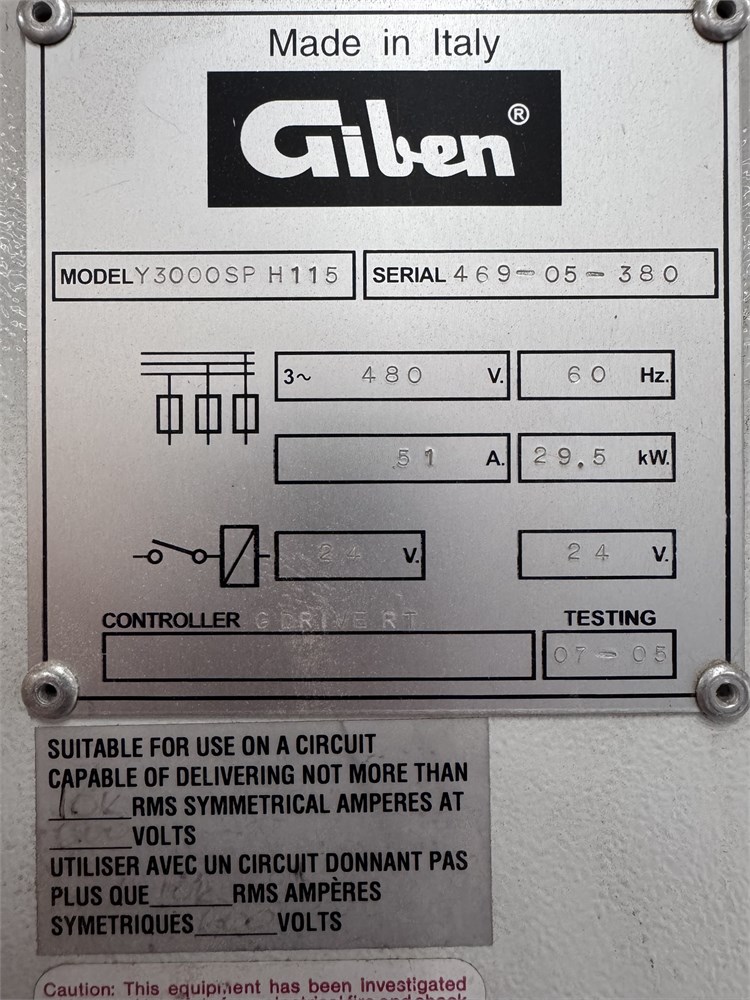 Made in Italy
Giben®
MODEL Y3000SP H115 SERIAL 469-05-380
3~ 480 V. 60 Hz.
51 A. 29.5 kW.
24 V. 24 V.
CONTROLLER G DRIVE RT TESTING
07-05
SUITABLE FOR USE ON A CIRCUIT
CAPABLE OF DELIVERING NOT MORE THAN
RMS SYMMETRICAL AMPERES AT
VOLTS
UTILISER AVEC UN CIRCUIT DONNANT PAS
PLUS QUE RMS AMPÈRES
SYMETRIQUES VOLTS
Caution: This equipment has been investigated